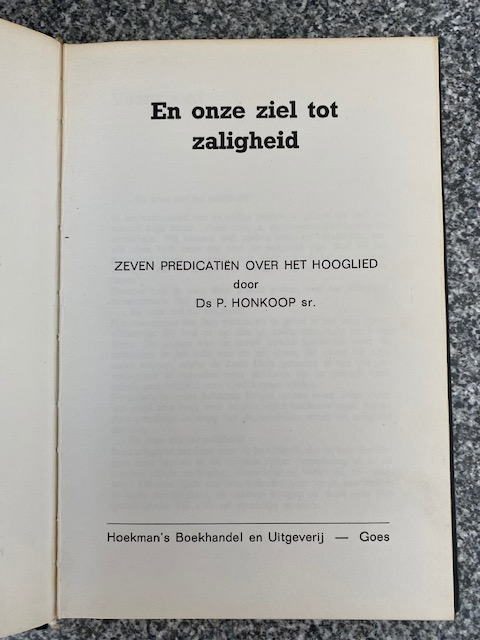 En onze ziel tot
zaligheid
ZEVEN PREDICATIËN OVER HET HOOGLIED
door
Ds P. HONKOOP sr.
Hoekman's Boekhandel en Uitgeverij — Goes